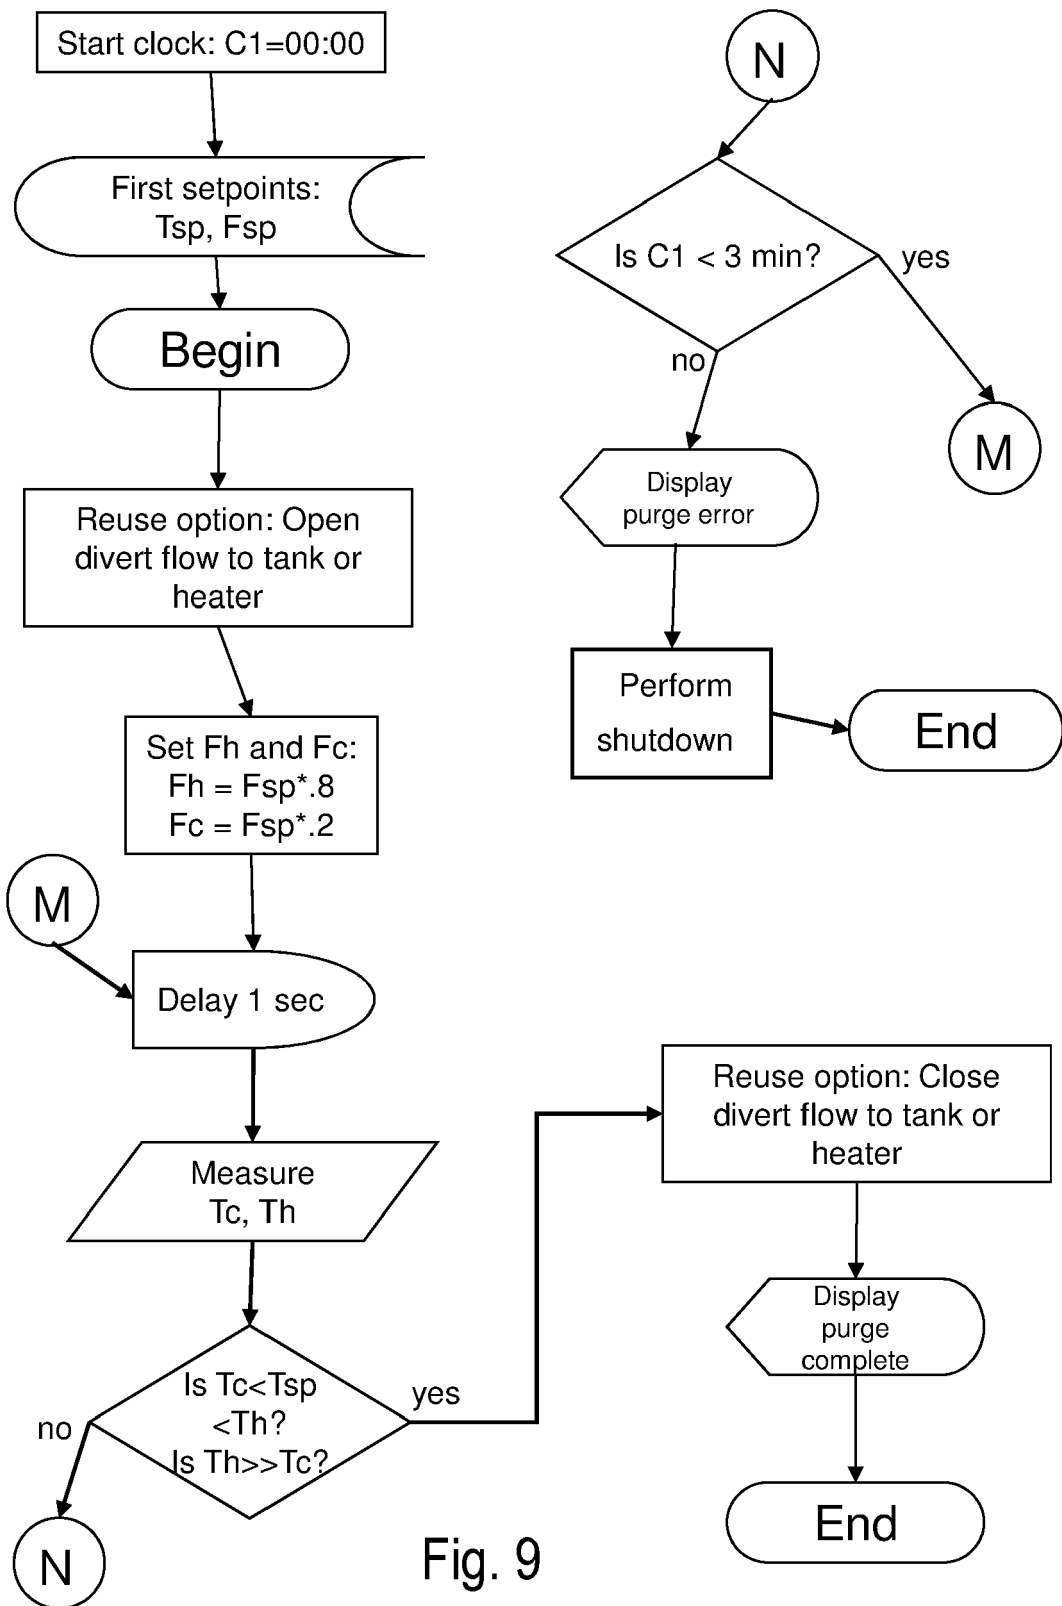 Start clock: C1=00:00
First setpoints:
Tsp, Fsp
Begin
Reuse option: Open
divert flow to tank or
heater
Set Fh and Fc:
Fh = Fsp*.8
Fc = Fsp*.2
M
Delay 1 sec
Measure
Tc, Th
Is Tc<Tsp
<Th?
Is Th>>Tc?
no
yes
N
N
Is C1 < 3 min?
yes
no
M
Display
purge error
Perform
shutdown
End
Reuse option: Close
divert flow to tank or
heater
Display
purge
complete
End
Fig. 9